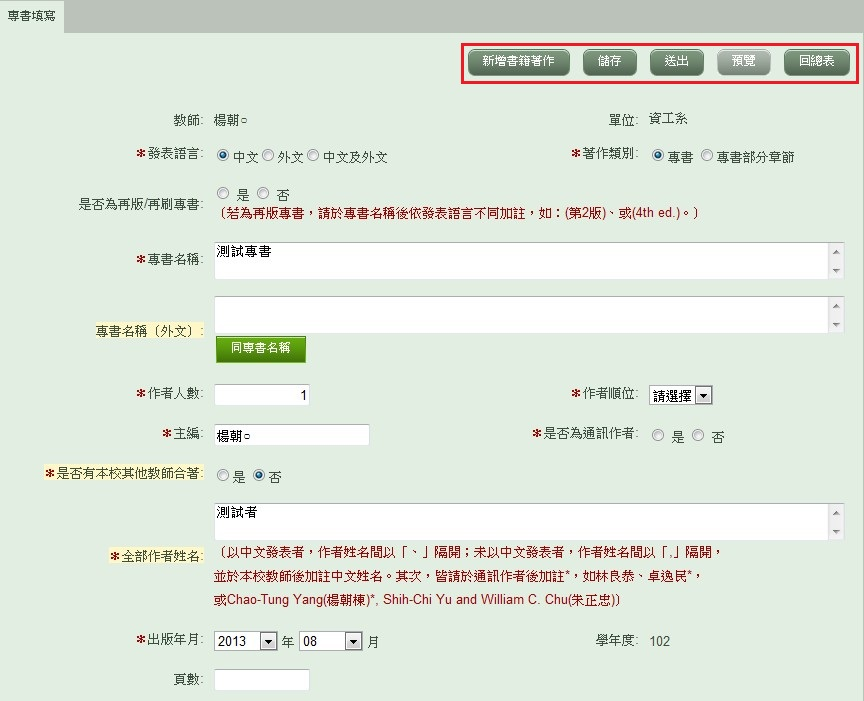 專書填寫
新增書籍著作 儲存 送出 預覽 回總表
教師: 楊朝○ 單位: 資工系
*發表語言: 中文 外文 中文及外文 *著作類別: 專書 專書部分章節
是否為再版/再刷專書: 是 否
〔若為再版專書，請於專書名稱後依發表語言不同加註，如：(第2版)、或(4th ed.)。〕
*專書名稱: 測試專書
專書名稱〔外文〕:
同專書名稱
*作者人數: 1 *作者順位: 請選擇
*主編: 楊朝○ *是否為通訊作者: 是 否
*是否有本校其他教師合著: 是 否
測試者
*全部作者姓名: 〔以中文發表者，作者姓名間以「、」隔開；未以中文發表者，作者姓名間以「,」隔開，
並於本校教師後加註中文姓名。其次，皆請於通訊作者後加註*，如林良恭、卓逸民*，
或Chao-Tung Yang(楊朝棟)*, Shih-Chi Yu and William C. Chu(朱正忠)〕
*出版年月: 2013 年 08 月 學年度: 102
頁數: